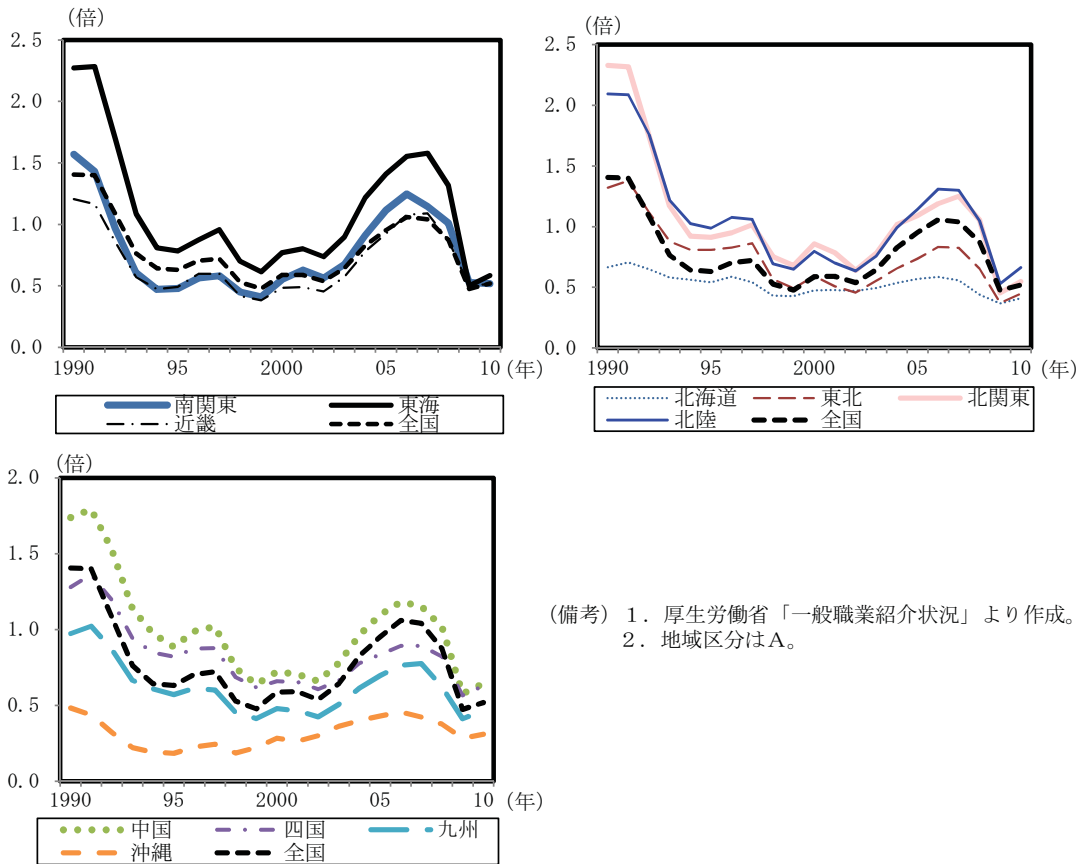 (倍)
2.5
2.0
1.5
1.0
0.5
0.0
1990 95 2000 05 10 (年)
南関東 東海
近畿 全国
(倍)
2.5
2.0
1.5
1.0
0.5
0.0
1990 95 2000 05 10 (年)
北海道 東北 北関東
北陸 全国
(倍)
2.0
1.5
1.0
0.5
0.0
1990 95 2000 05 10 (年)
中国 四国 九州
沖縄 全国
(備考) 1. 厚生労働省「一般職業紹介状況」より作成。
2. 地域区分はA。